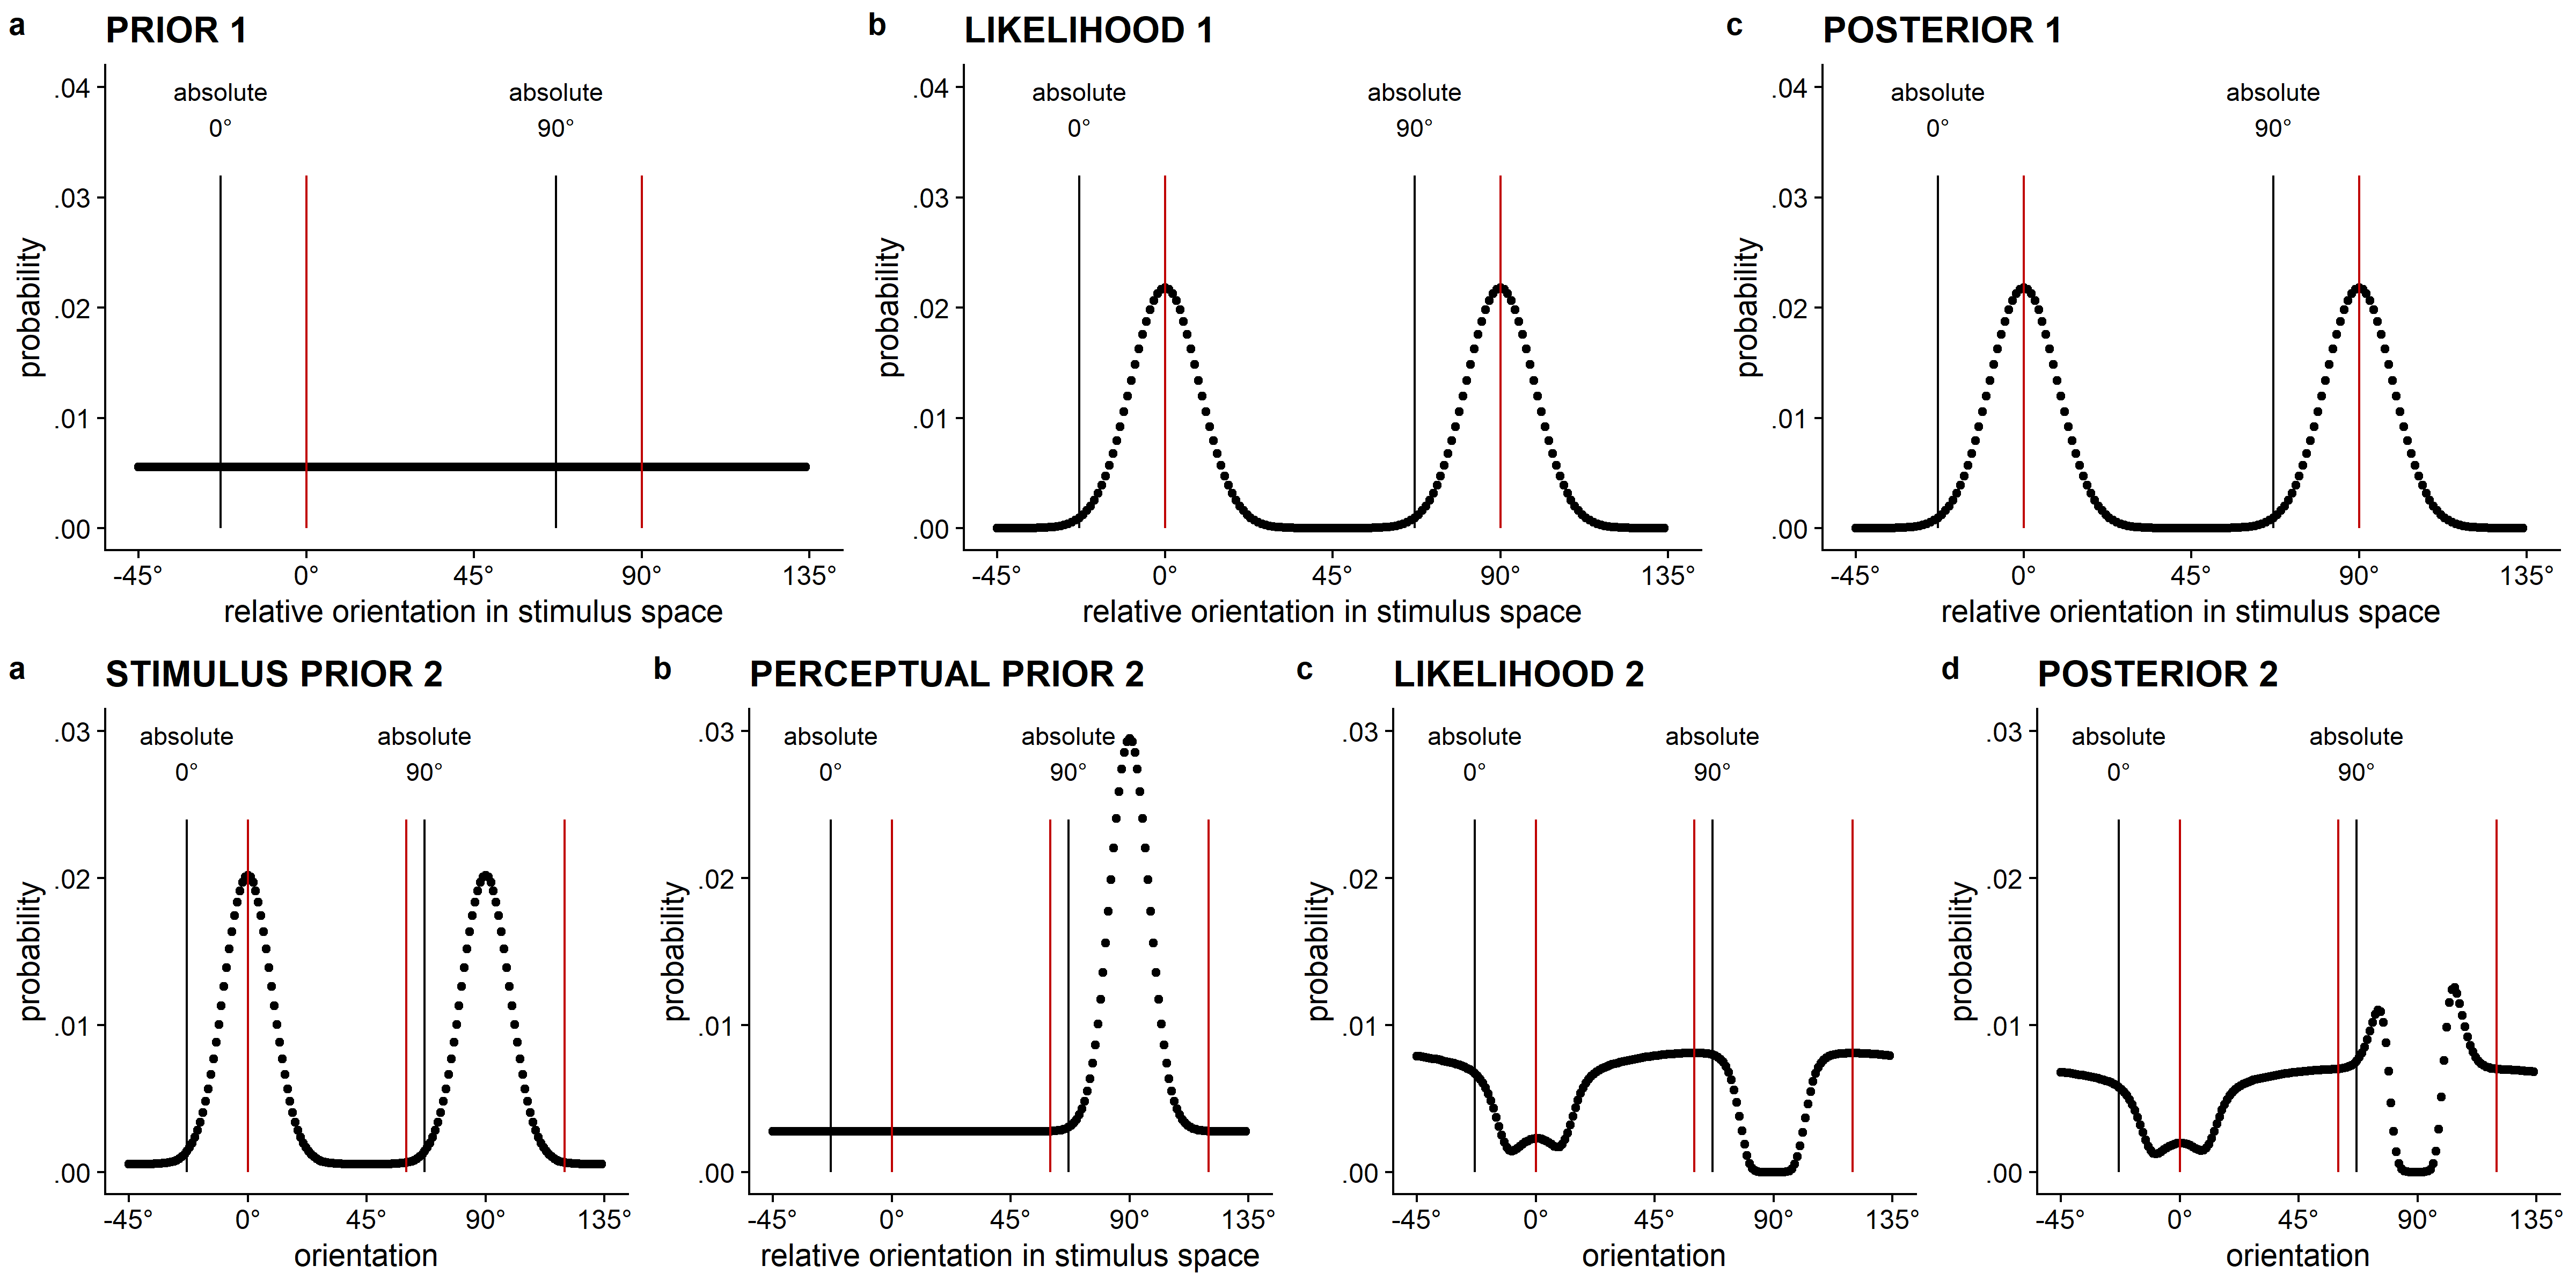 a PRIOR 1
.04
.03
.02
.01
.00
probability
absolute
0°
absolute
90°
-45° 0° 45° 90° 135°
relative orientation in stimulus space
b LIKELIHOOD 1
.04
.03
.02
.01
.00
probability
absolute
0°
absolute
90°
-45° 0° 45° 90° 135°
relative orientation in stimulus space
c POSTERIOR 1
.04
.03
.02
.01
.00
probability
absolute
0°
absolute
90°
-45° 0° 45° 90° 135°
relative orientation in stimulus space
a STIMULUS PRIOR 2
.03
.02
.01
.00
probability
absolute
0°
absolute
90°
-45° 0° 45° 90° 135°
orientation
b PERCEPTUAL PRIOR 2
.03
.02
.01
.00
probability
absolute
0°
absolute
90°
-45° 0° 45° 90° 135°
relative orientation in stimulus space
c LIKELIHOOD 2
.03
.02
.01
.00
probability
absolute
0°
absolute
90°
-45° 0° 45° 90° 135°
orientation
d POSTERIOR 2
.03
.02
.01
.00
probability
absolute
0°
absolute
90°
-45° 0° 45° 90° 135°
orientation